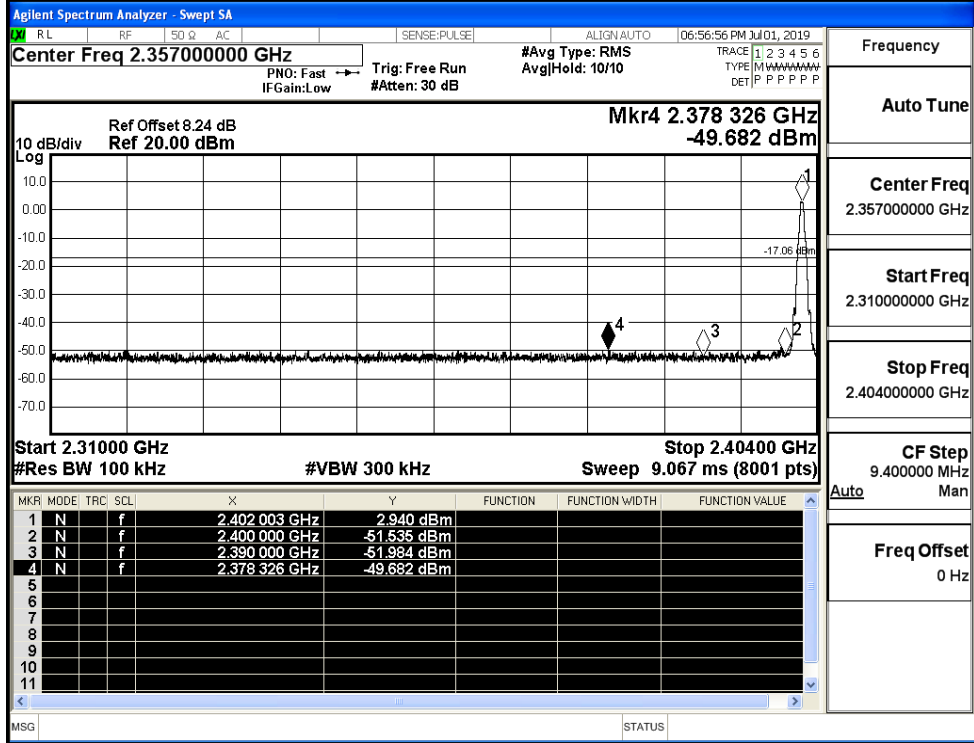 Agilent Spectrum Analyzer - Swept SA
LXI RL RF 50 Ω AC SENSE:PULSE ALIGN AUTO 06:56:56 PM Jul 01, 2019
Center Freq 2.357000000 GHz
PNO: Fast
IFGain:Low
Trig: Free Run
#Atten: 30 dB
#Avg Type: RMS
Avg|Hold: 10/10
TRACE 1 2 3 4 5 6
TYPE M WWWWW
DET P P P P P P
Ref Offset 8.24 dB
10 dB/div Ref 20.00 dBm
Log
Mkr4 2.378 326 GHz
-49.682 dBm
10.0
0.00
-10.0
-20.0
-30.0
-40.0
-50.0
-60.0
-70.0
1
-17.06 dBm
4
3
2
Start 2.31000 GHz Stop 2.40400 GHz
#Res BW 100 kHz #VBW 300 kHz Sweep 9.067 ms (8001 pts)
MKR MODE TRC SCL X Y FUNCTION FUNCTION WIDTH FUNCTION VALUE
1 N f 2.402 003 GHz 2.940 dBm
2 N f 2.400 000 GHz -51.535 dBm
3 N f 2.390 000 GHz -51.984 dBm
4 N f 2.378 326 GHz -49.682 dBm
5
6
7
8
9
10
11
MSG STATUS
Frequency
Auto Tune
Center Freq
2.357000000 GHz
Start Freq
2.310000000 GHz
Stop Freq
2.404000000 GHz
CF Step
9.400000 MHz
Auto Man
Freq Offset
0 Hz